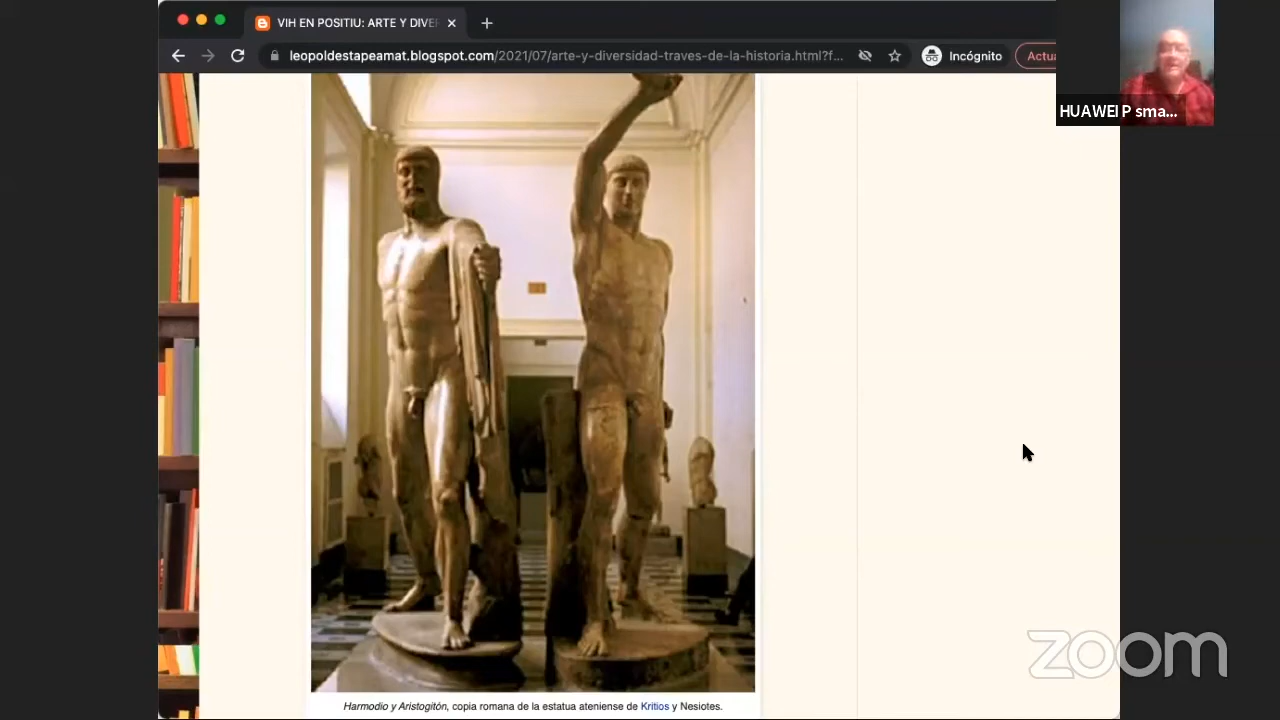 VIH EN POSITIU: ARTE Y DIVE
leopoldestapeamat.blogspot.com/2021/07/arte-y-diversidad-traves-de-la-historia.html?f...
Incógnito
Actua
HUAWEI P sma...
Harmodio y Aristogitón, copia romana de la estatua ateniense de Kritios y Nesiotes.
zoom